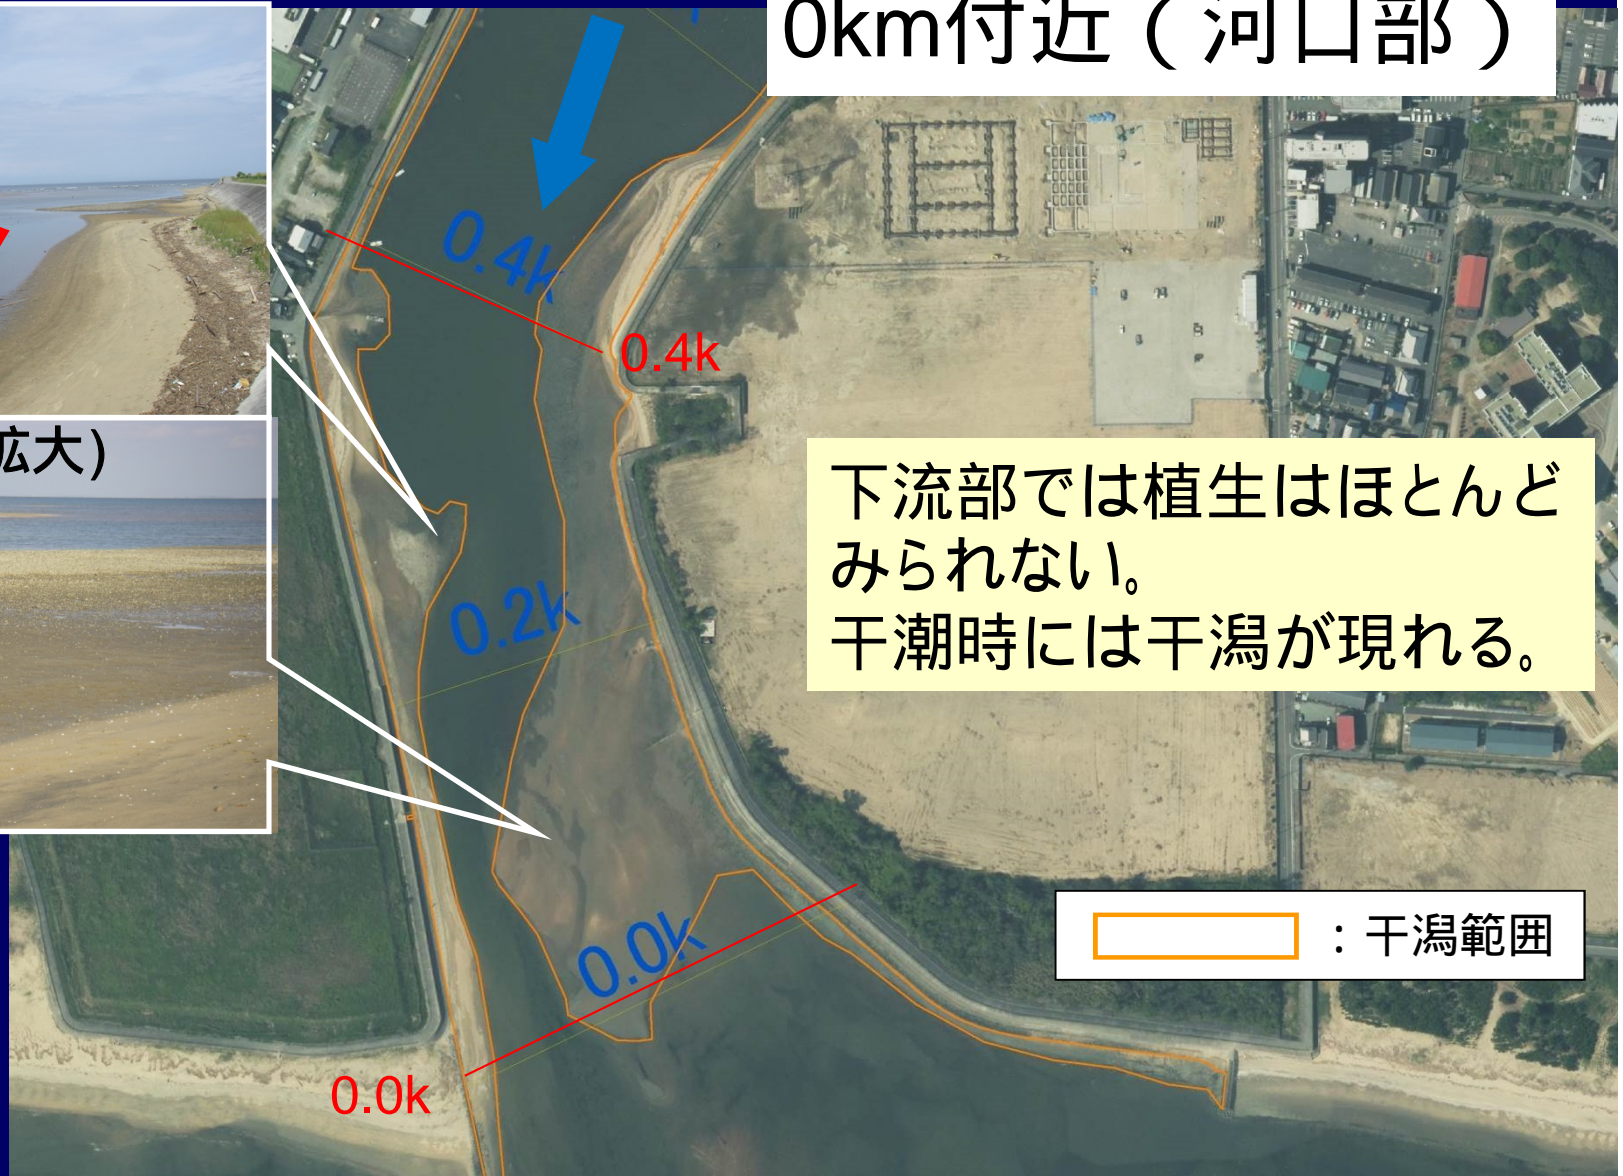 0km付近（河口部）
0.4k
0.4k
拡大)
下流部では植生はほとんど
みられない。
干潮時には干潟が現れる。
0.2k
0.0k
：干潟範囲
0.0k